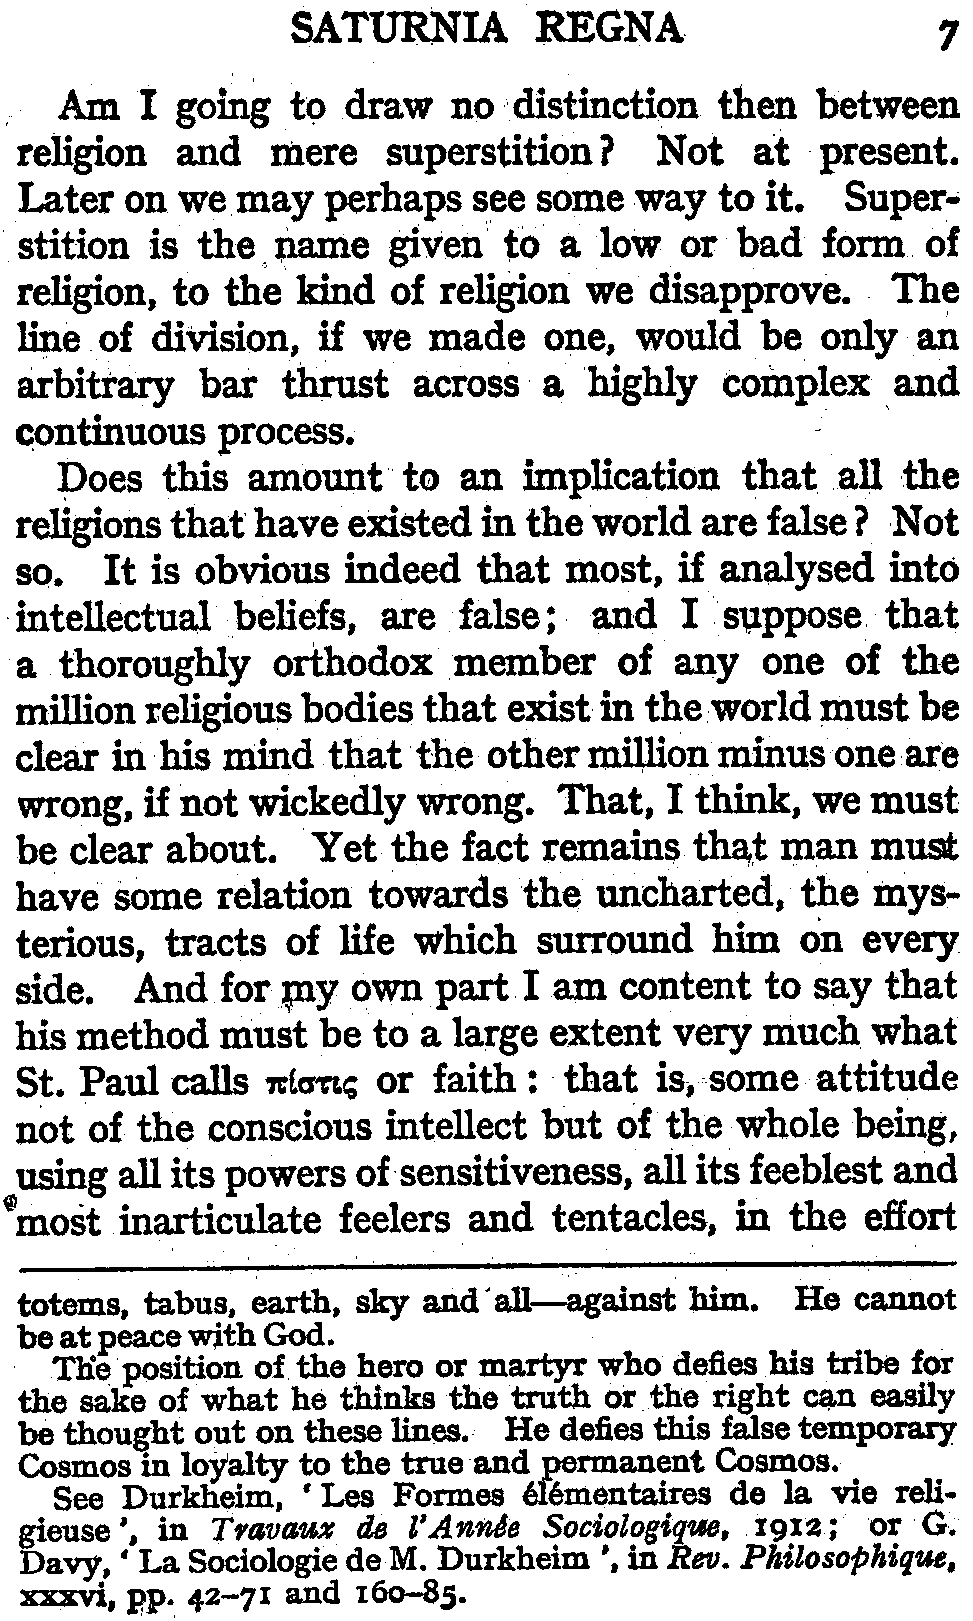 SATURNIA REGNA 7
Am I going to draw no distinction then between
religion and mere superstition? Not at present.
Later on we may perhaps see some way to it. Super-
stition is the name given to a low or bad form of
religion, to the kind of religion we disapprove. The
line of division, if we made one, would be only an
arbitrary bar thrust across a highly complex and
continuous process.
Does this amount to an implication that all the
religions that have existed in the world are false? Not
so. It is obvious indeed that most, if analysed into
intellectual beliefs, are false; and I suppose that
a thoroughly orthodox member of any one of the
million religious bodies that exist in the world must be
clear in his mind that the other million minus one are
wrong, if not wickedly wrong. That, I think, we must
be clear about. Yet the fact remains that man must
have some relation towards the uncharted, the mys-
terious, tracts of life which surround him on every
side. And for my own part I am content to say that
his method must be to a large extent very much what
St. Paul calls πίστις or faith: that is, some attitude
not of the conscious intellect but of the whole being,
using all its powers of sensitiveness, all its feeblest and
most inarticulate feelers and tentacles, in the effort
totems, tabus, earth, sky and all—against him. He cannot
be at peace with God.
The position of the hero or martyr who defies his tribe for
the sake of what he thinks the truth or the right can easily
be thought out on these lines. He defies this false temporary
Cosmos in loyalty to the true and permanent Cosmos.
See Durkheim, ‘Les Formes élémentaires de la vie reli-
gieuse’, in Travaux de l'Année Sociologique, 1912; or G.
Davy, ‘La Sociologie de M. Durkheim’, in Rev. Philosophique,
xxxvi, pp. 42–71 and 160–85.